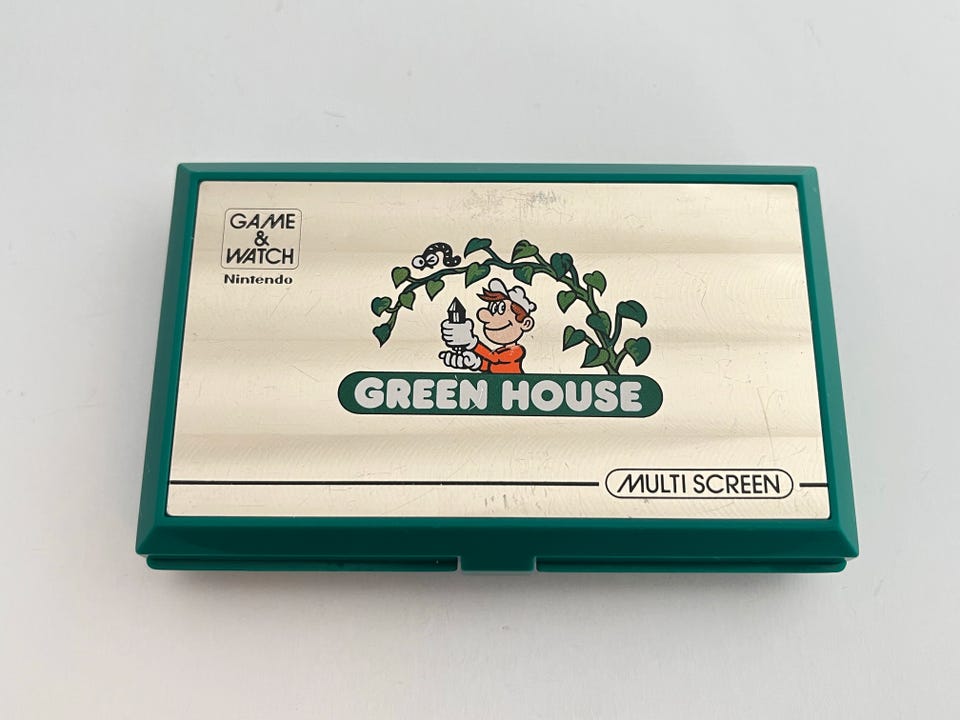 GAME
&
WATCH
Nintendo
GREEN HOUSE
MULTI SCREEN